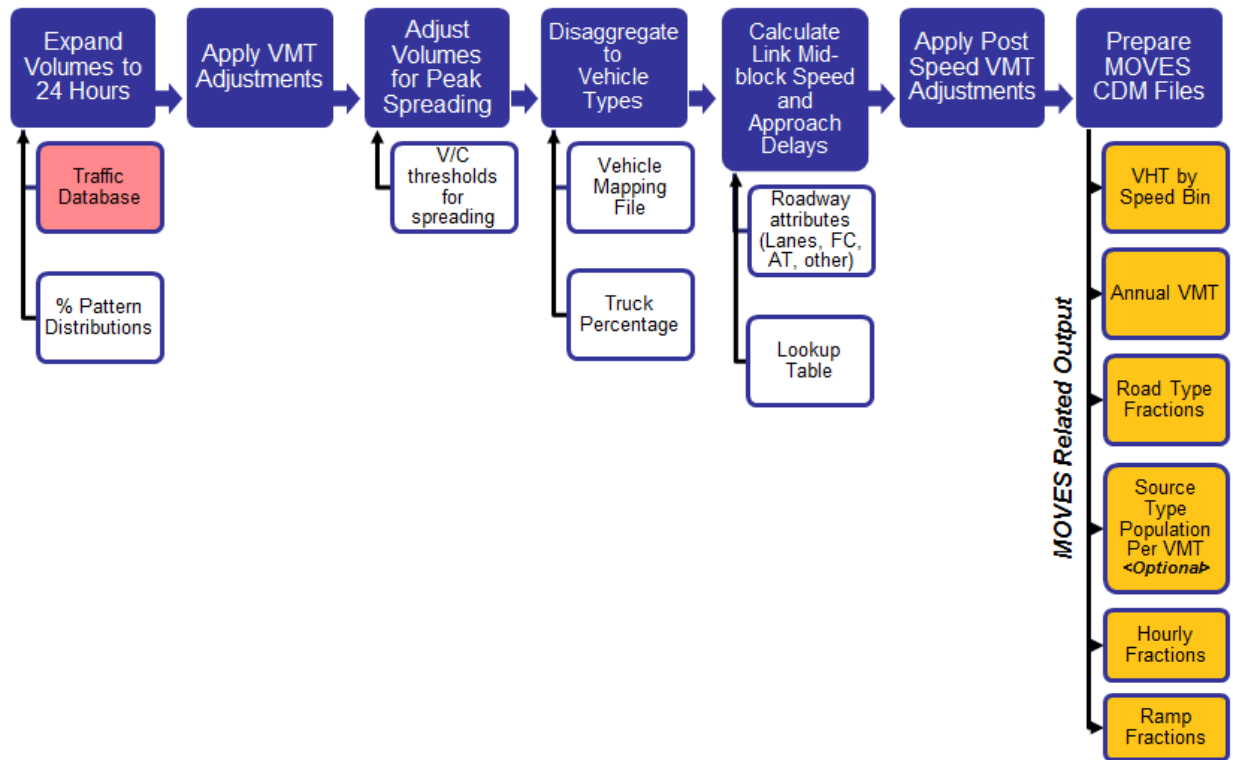 Expand
Volumes to
24 Hours
Apply VMT
Adjustments
Adjust
Volumes
for Peak
Spreading
Disaggregate
to
Vehicle
Types
Calculate
Link Mid-
block Speed
and
Approach
Delays
Apply Post
Speed VMT
Adjustments
Prepare
MOVES
CDM Files
Traffic
Database
% Pattern
Distributions
V/C
thresholds
for
spreading
Vehicle
Mapping
File
Truck
Percentage
Roadway
attributes
(Lanes, FC,
AT, other)
Lookup
Table
MOVES Related Output
VHT by
Speed Bin
Annual VMT
Road Type
Fractions
Source
Type
Population
Per VMT
<Optional>
Hourly
Fractions
Ramp
Fractions